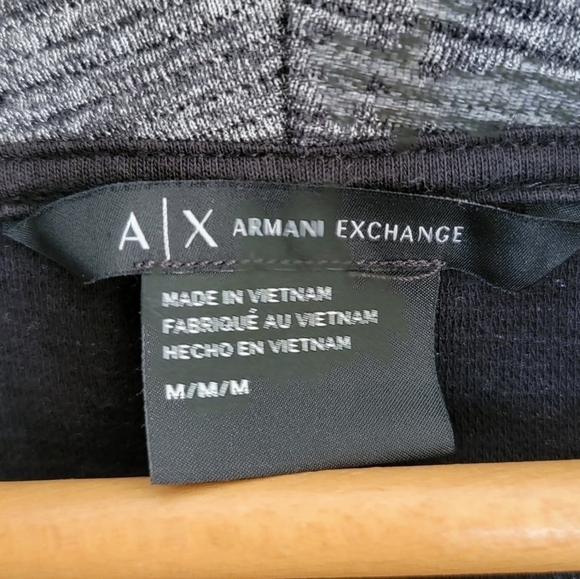 A|X ARMANI EXCHANGE
MADE IN VIETNAM
FABRIQUÉ AU VIETNAM
HECHO EN VIETNAM
M/M/M